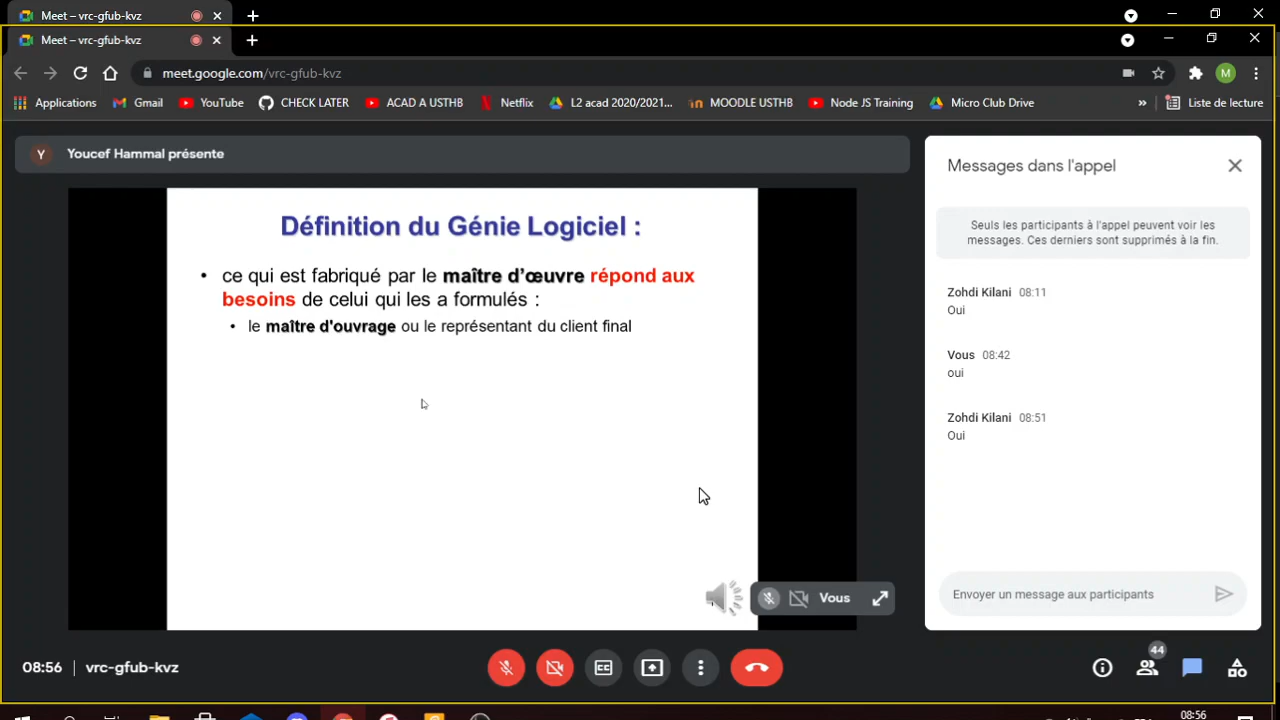 Meet – vrc-gfub-kvz
Meet – vrc-gfub-kvz
meet.google.com/vrc-gfub-kvz
M
Applications
Gmail
YouTube
CHECK LATER
ACAD A USTHB
Netflix
L2 acad 2020/2021...
MOODLE USTHB
Node JS Training
Micro Club Drive
»
Liste de lecture
Y
Youcef Hammal présente
Définition du Génie Logiciel :
• ce qui est fabriqué par le maître d’œuvre répond aux
besoins de celui qui les a formulés :
• le maître d'ouvrage ou le représentant du client final
Vous
Messages dans l'appel
Seuls les participants à l'appel peuvent voir les
messages. Ces derniers sont supprimés à la fin.
Zohdi Kilani 08:11
Oui
Vous 08:42
oui
Zohdi Kilani 08:51
Oui
Envoyer un message aux participants
08:56 | vrc-gfub-kvz
44
08:56